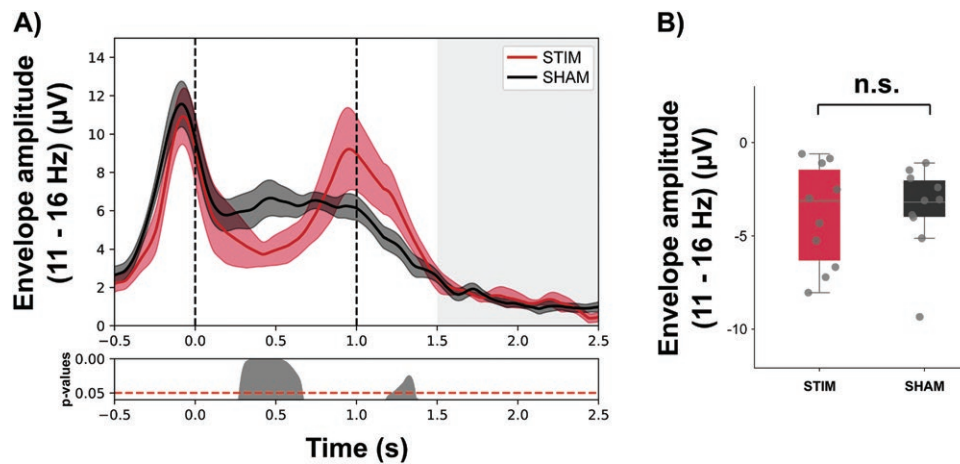 A)
Envelope amplitude
(11 - 16 Hz) (µV)
14
12
10
8
6
4
2
0
STIM
SHAM
−0.5 0.0 0.5 1.0 1.5 2.0 2.5
p-values
0.00
0.05
−0.5 0.0 0.5 1.0 1.5 2.0 2.5
Time (s)
B)
Envelope amplitude
(11 - 16 Hz) (µV)
n.s.
0
-5
-10
STIM SHAM